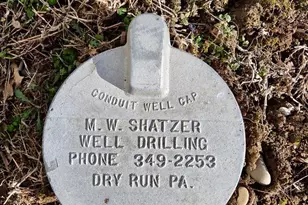 CONDUIT WELL CAP
M. W. SHATZER
WELL DRILLING
PHONE 349-2253
DRY RUN PA.